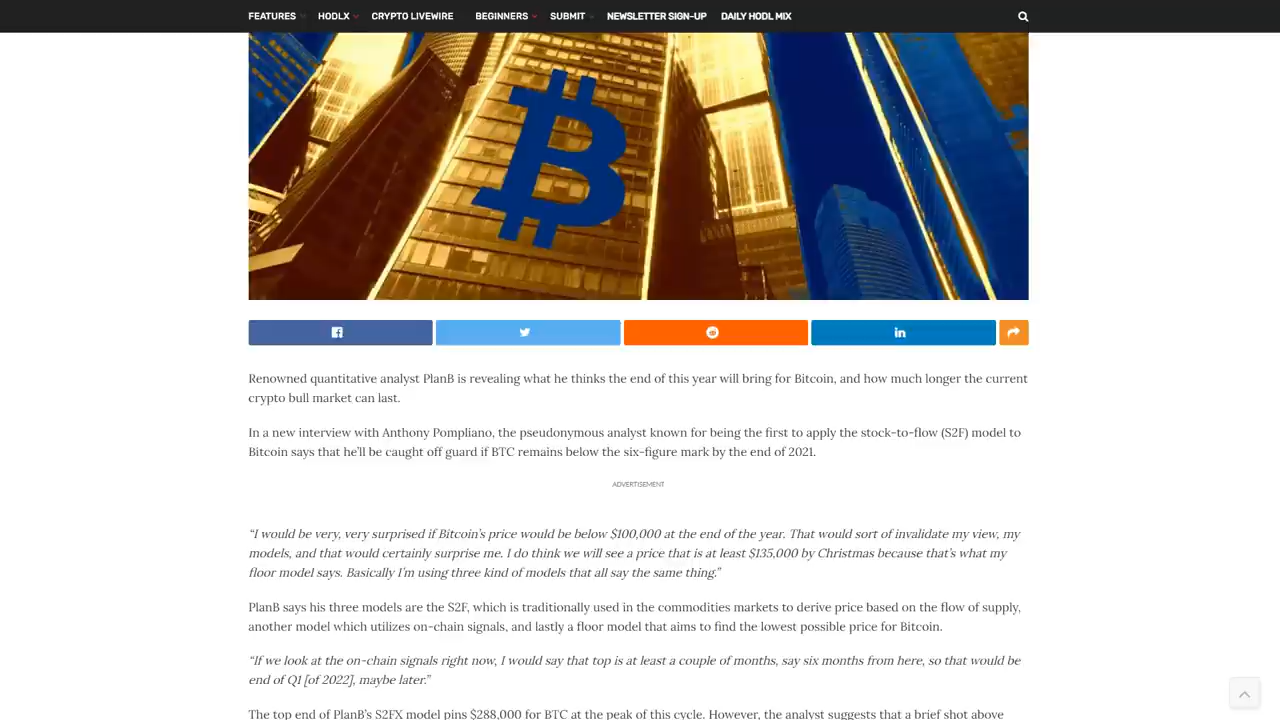 FEATURES HODLX CRYPTO LIVEWIRE BEGINNERS SUBMIT NEWSLETTER SIGN-UP DAILY HODL MIX
Renowned quantitative analyst PlanB is revealing what he thinks the end of this year will bring for Bitcoin, and how much longer the current
crypto bull market can last.
In a new interview with Anthony Pompliano, the pseudonymous analyst known for being the first to apply the stock-to-flow (S2F) model to
Bitcoin says that he’ll be caught off guard if BTC remains below the six-figure mark by the end of 2021.
ADVERTISEMENT
“I would be very, very surprised if Bitcoin’s price would be below $100,000 at the end of the year. That would sort of invalidate my view, my
models, and that would certainly surprise me. I do think we will see a price that is at least $135,000 by Christmas because that’s what my
floor model says. Basically I’m using three kind of models that all say the same thing.”
PlanB says his three models are the S2F, which is traditionally used in the commodities markets to derive price based on the flow of supply,
another model which utilizes on-chain signals, and lastly a floor model that aims to find the lowest possible price for Bitcoin.
“If we look at the on-chain signals right now, I would say that top is at least a couple of months, say six months from here, so that would be
end of Q1 [of 2022], maybe later.”
The top end of PlanB’s S2FX model pins $288,000 for BTC at the peak of this cycle. However, the analyst suggests that a brief shot above